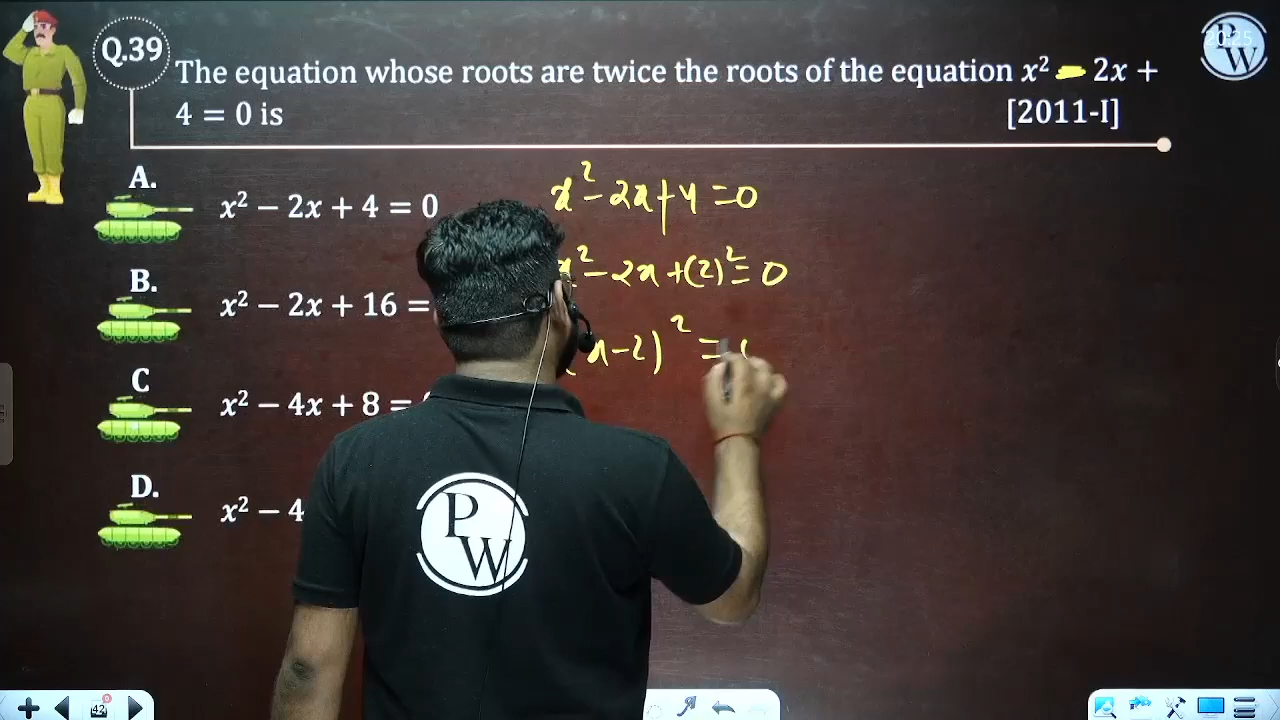 Q.39
The equation whose roots are twice the roots of the equation x² - 2x +
4 = 0 is
[2011-I]
A.
x² − 2x + 4 = 0
B.
x² − 2x + 16 =
C
x² − 4x + 8 =
D.
x² − 4
x² - 2x + 4 = 0
x² - 2x + (2)² = 0
x-2)² =
PW
PW
42